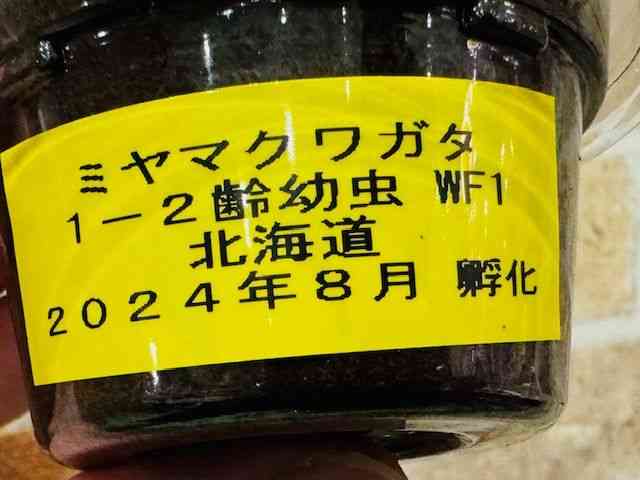 ミヤマクワガタ
１－２齢幼虫 WF1
北海道
２０２４年８月 孵化